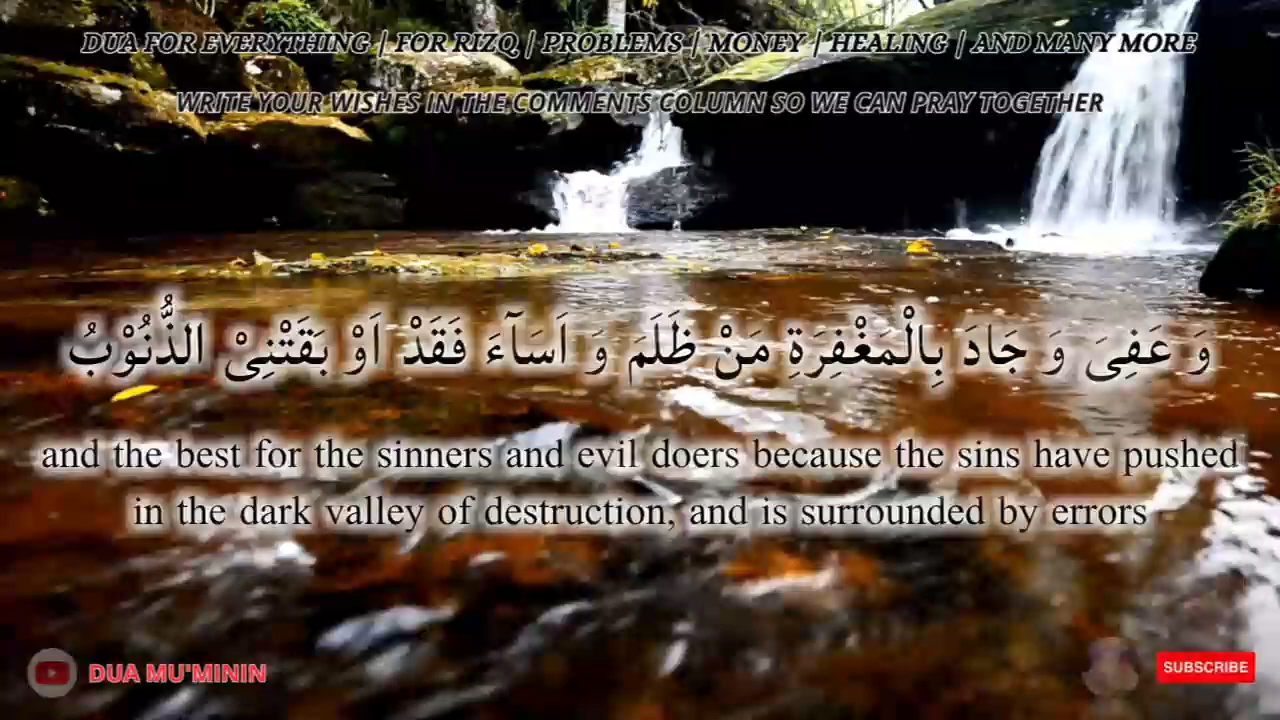 DUA FOR EVERYTHING | FOR RIZQ | PROBLEMS | MONEY | HEALING | AND MANY MORE
WRITE YOUR WISHES IN THE COMMENTS COLUMN SO WE CAN PRAY TOGETHER
وَ عَفِىَ وَ جَادَ بِالْمَغْفِرَةِ مَنْ ظَلَمَ وَ اَسَآءَ فَقَدْ اَوْ بَقَتْنِىْ الذُّنُوْبُ
and the best for the sinners and evil doers because the sins have pushed
in the dark valley of destruction, and is surrounded by errors
DUA MU'MININ
SUBSCRIBE